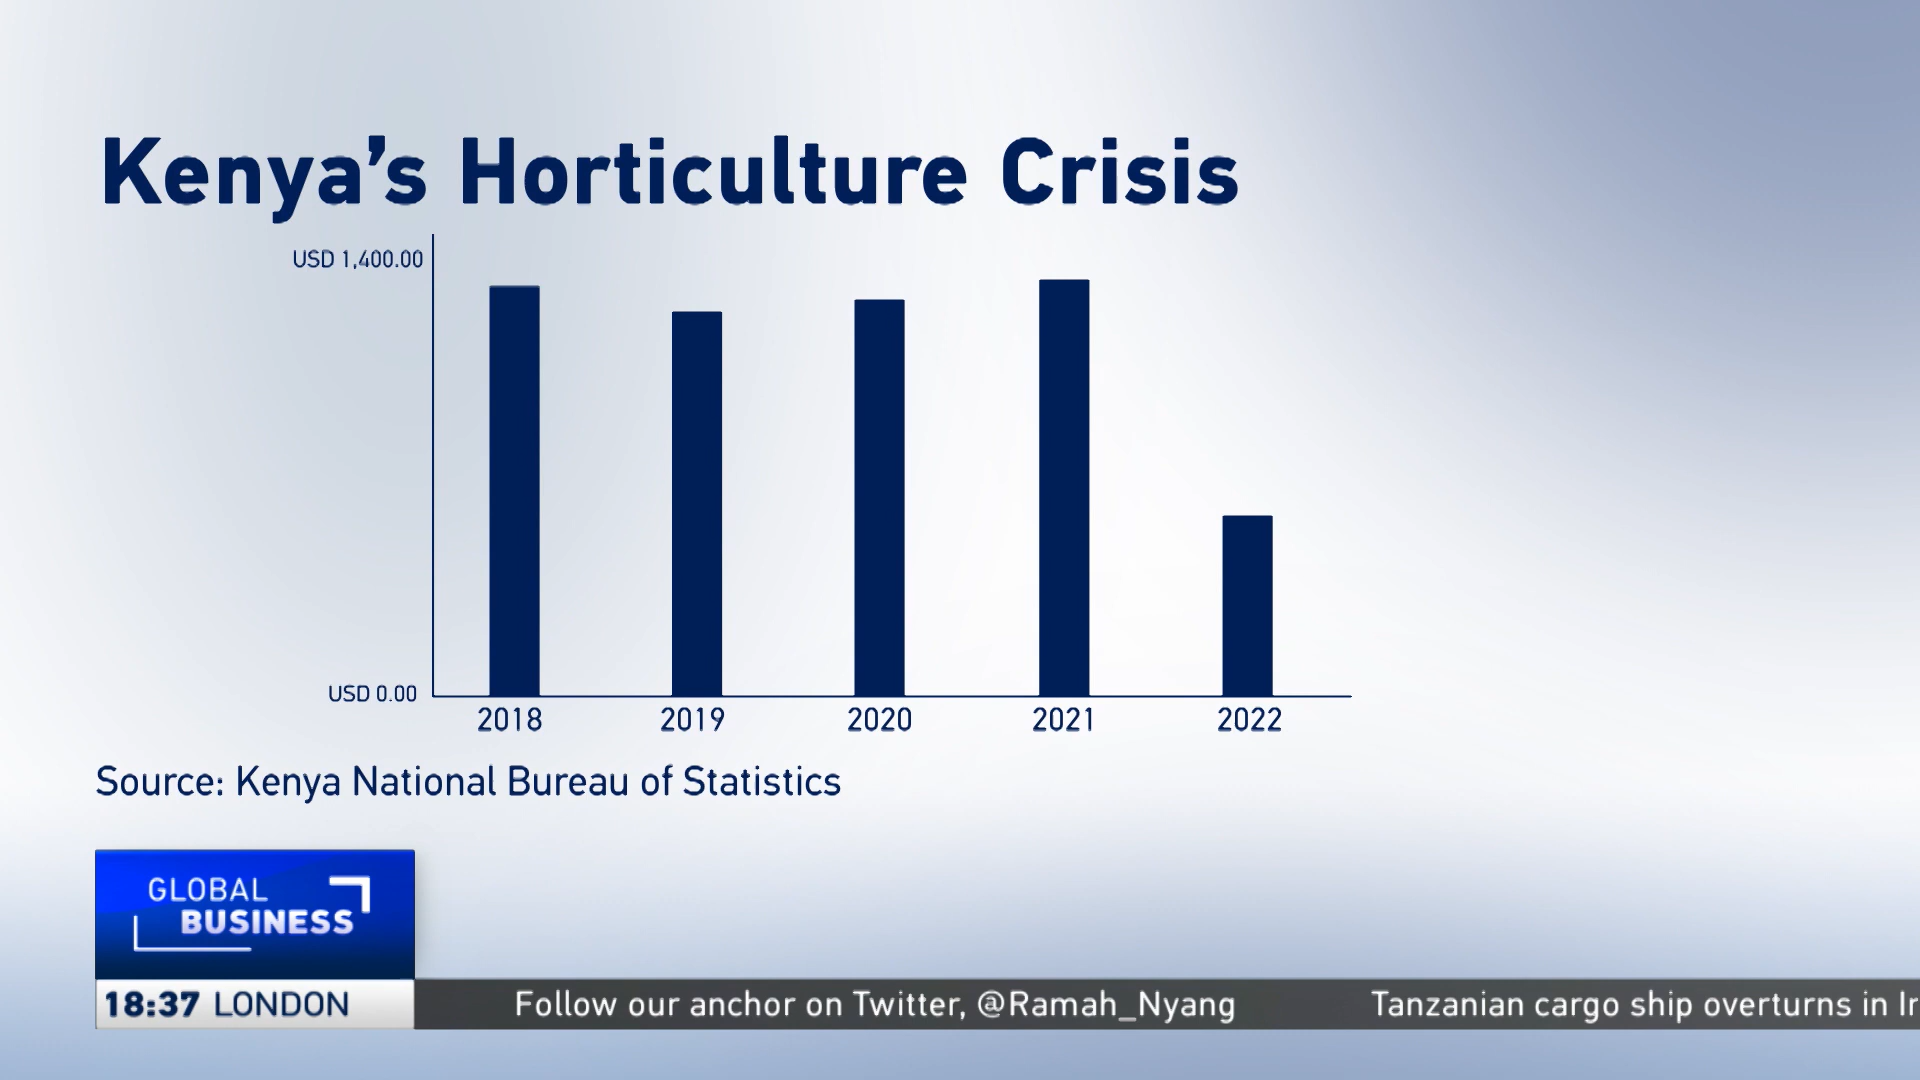 Kenya’s Horticulture Crisis
USD 1,400.00
USD 0.00
2018 2019 2020 2021 2022
Source: Kenya National Bureau of Statistics
GLOBAL
BUSINESS
18:37 LONDON
Follow our anchor on Twitter, @Ramah_Nyang Tanzanian cargo ship overturns in